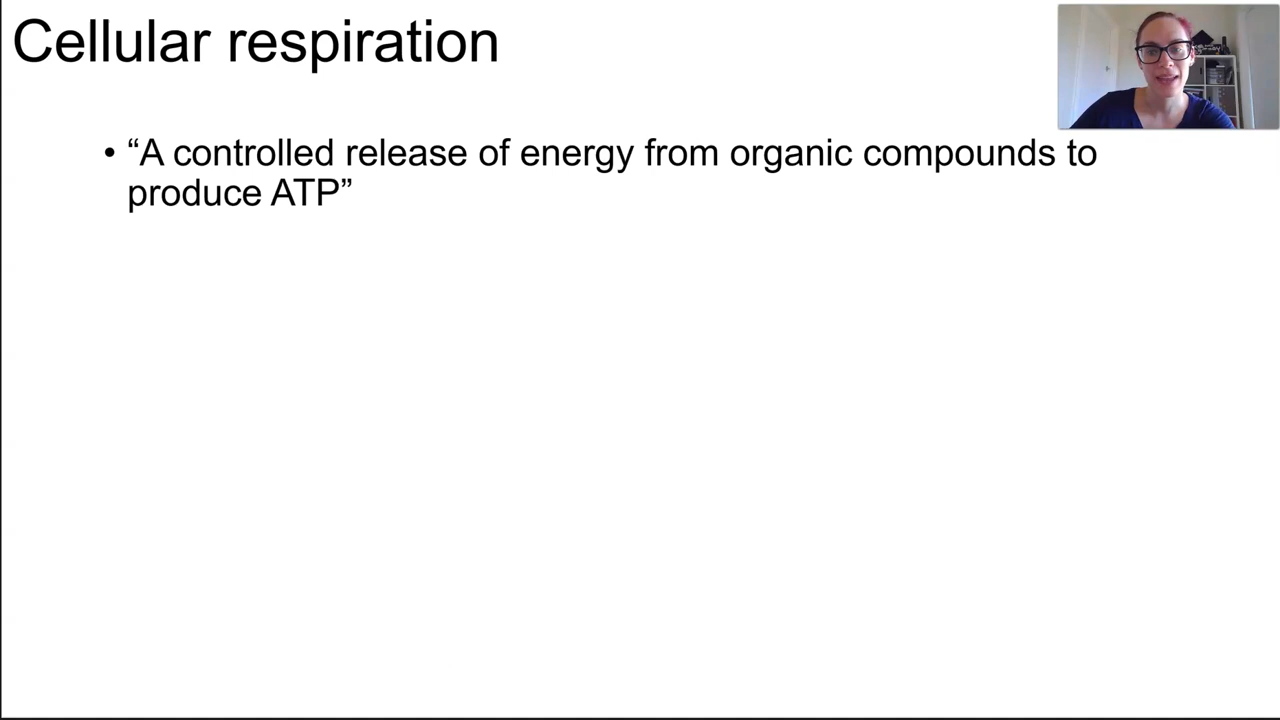 Cellular respiration
• “A controlled release of energy from organic compounds to
produce ATP”